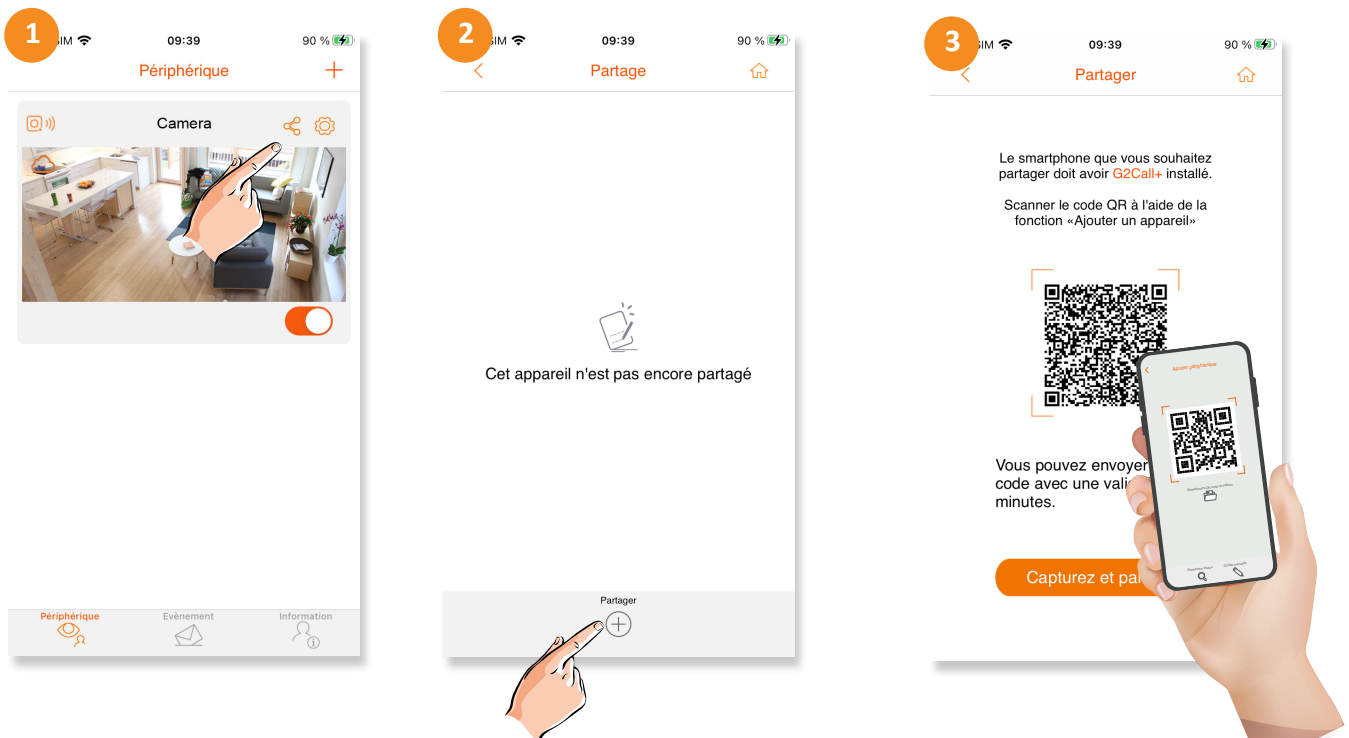 1
IM
09:39
90 %
Périphérique
Camera
Périphérique
Evènement
Information
2
SIM
09:39
90 %
Partage
Cet appareil n'est pas encore partagé
Partager
3
SIM
09:39
90 %
Partager
Le smartphone que vous souhaitez
partager doit avoir G2Call+ installé.
Scanner le code QR à l'aide de la
fonction «Ajouter un appareil»
Vous pouvez envoyer
code avec une vali
minutes.
Capturez et par
Ajouter périphérique